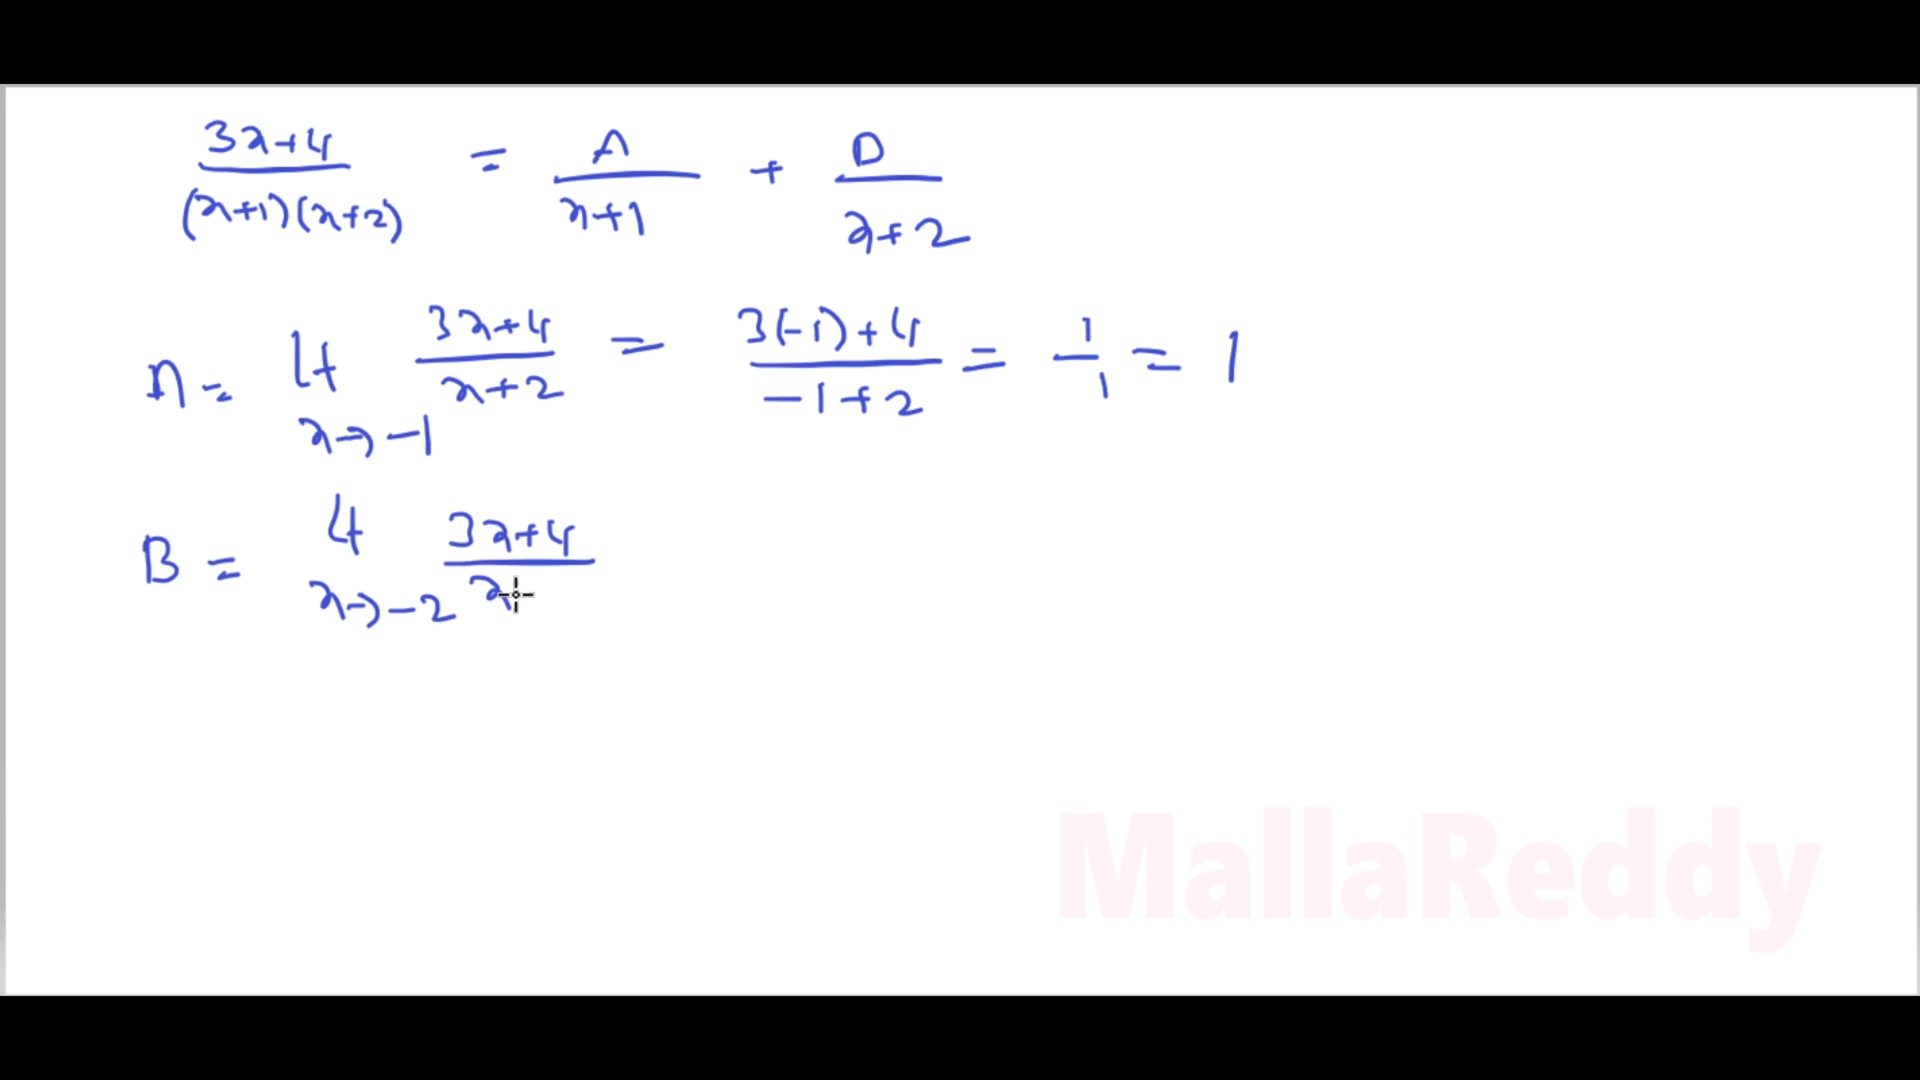 3x+4/(x+1)(x+2) = A/x+1 + B/x+2
A = Lt x→-1 3x+4/x+2 = 3(-1)+4/-1+2 = 1/1 = 1
B = Lt x→-2 3x+4/x
MallaReddy